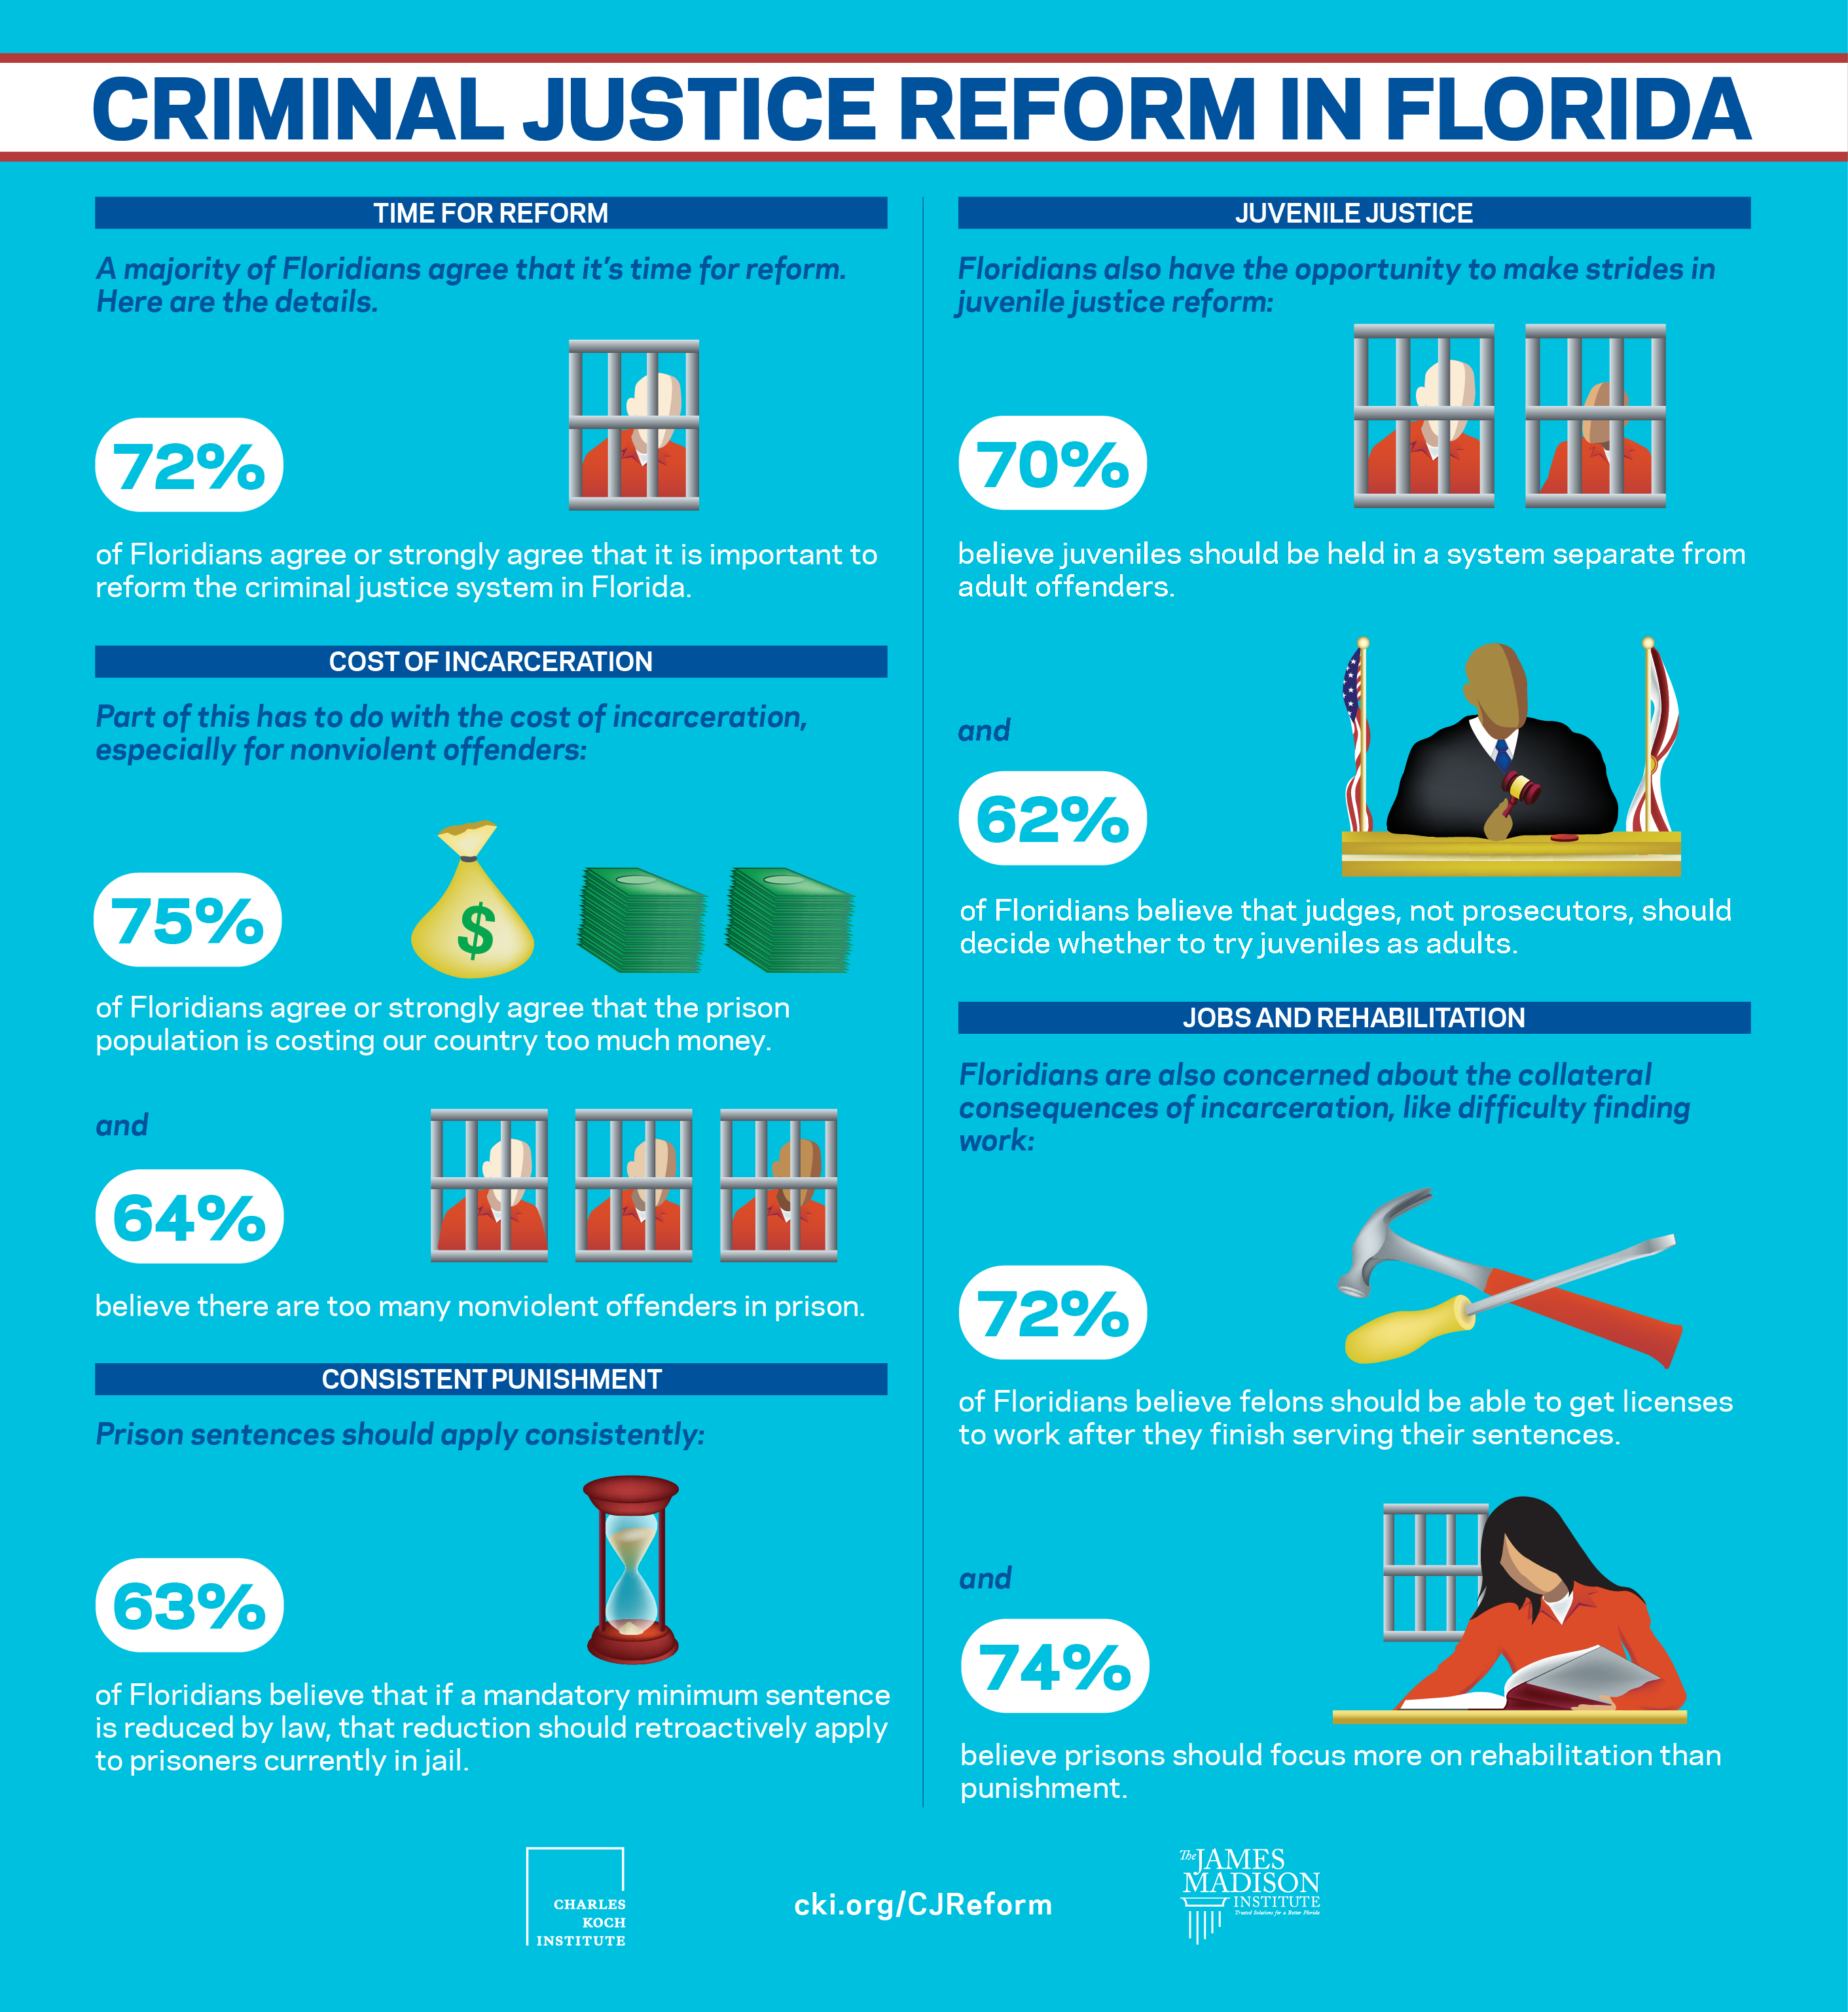 CRIMINAL JUSTICE REFORM IN FLORIDA
TIME FOR REFORM
A majority of Floridians agree that it's time for reform.
Here are the details.
72%
of Floridians agree or strongly agree that it is important to
reform the criminal justice system in Florida.
COST OF INCARCERATION
Part of this has to do with the cost of incarceration,
especially for nonviolent offenders:
75%
$
of Floridians agree or strongly agree that the prison
population is costing our country too much money.
and
64%
believe there are too many nonviolent offenders in prison.
CONSISTENT PUNISHMENT
Prison sentences should apply consistently:
63%
of Floridians believe that if a mandatory minimum sentence
is reduced by law, that reduction should retroactively apply
to prisoners currently in jail.
JUVENILE JUSTICE
Floridians also have the opportunity to make strides in
juvenile justice reform:
70%
believe juveniles should be held in a system separate from
adult offenders.
and
62%
of Floridians believe that judges, not prosecutors, should
decide whether to try juveniles as adults.
JOBS AND REHABILITATION
Floridians are also concerned about the collateral
consequences of incarceration, like difficulty finding
work:
72%
of Floridians believe felons should be able to get licenses
to work after they finish serving their sentences.
and
74%
believe prisons should focus more on rehabilitation than
punishment.
CHARLES
KOCH
INSTITUTE
cki.org/CJReform
The JAMES
MADISON
INSTITUTE
Trusted Solutions for a Better Florida